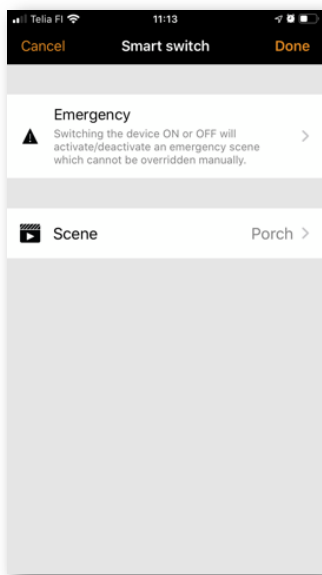 Telia FI 11:13
Cancel Smart switch Done
Emergency
Switching the device ON or OFF will
activate/deactivate an emergency scene
which cannot be overridden manually.
Scene Porch